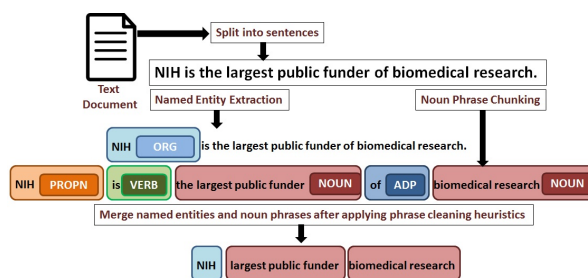 Split into sentences
NIH is the largest public funder of biomedical research.
Text
Document
Named Entity Extraction
Noun Phrase Chunking
NIH ORG is the largest public funder of biomedical research.
NIH PROPN is VERB the largest public funder NOUN of ADP biomedical research NOUN
Merge named entities and noun phrases after applying phrase cleaning heuristics
NIH largest public funder biomedical research